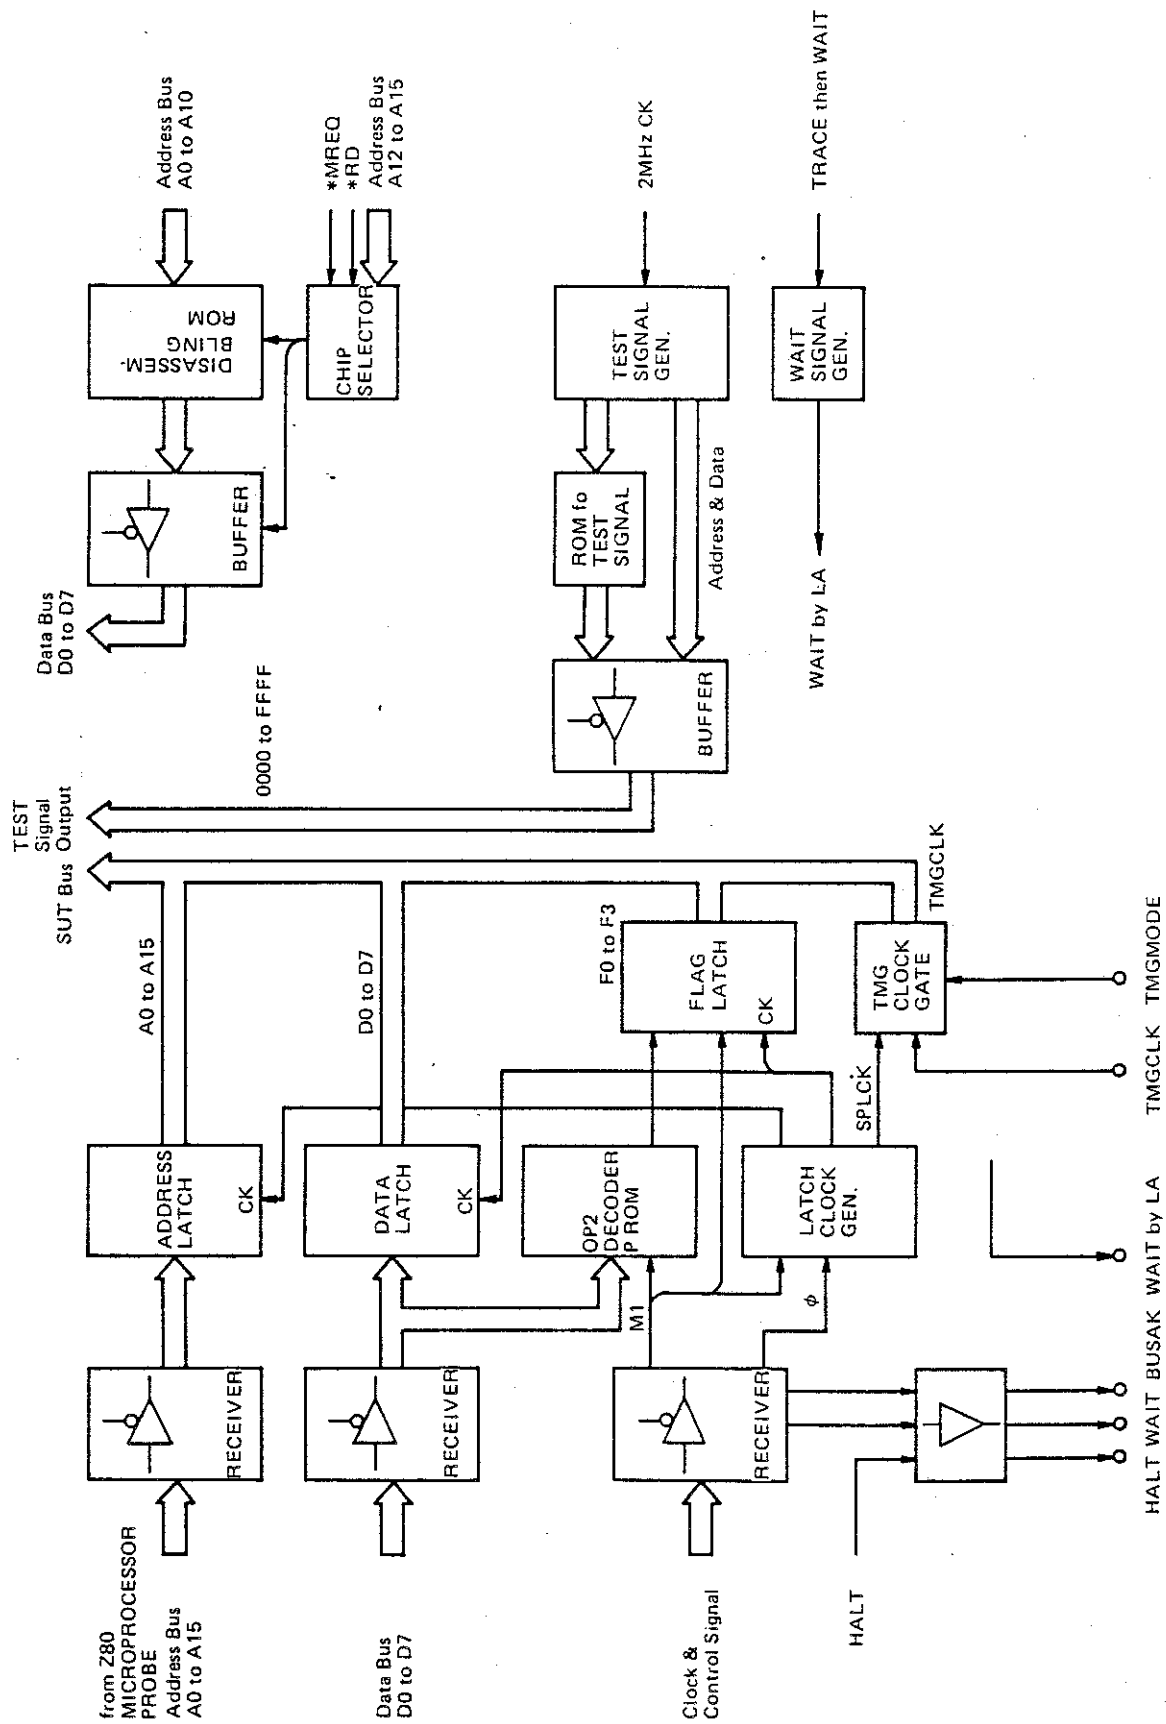 from Z80
MICROPROCESSOR
PROBE
Address Bus
A0 to A15
RECEIVER
ADDRESS
LATCH
CK
A0 to A15
SUT Bus
TEST
Signal
Output
0000 to FFFF
Data Bus
D0 to D7
RECEIVER
DATA
LATCH
CK
D0 to D7
OP2
DECODER
P ROM
F0 to F3
FLAG
LATCH
CK
Clock &
Control Signal
RECEIVER
M1
φ
LATCH
CLOCK
GEN.
SPLCK
TMG
CLOCK
GATE
TMGCLK
HALT
HALT WAIT BUSAK WAIT by LA TMGCLK TMGMODE
Data Bus
D0 to D7
BUFFER
DISASSEM-
BLING
ROM
Address Bus
A0 to A10
CHIP
SELECTOR
*MREQ
*RD
Address Bus
A12 to A15
BUFFER
ROM fo
TEST
SIGNAL
Address & Data
TEST
SIGNAL
GEN.
2MHz CK
WAIT by LA
WAIT
SIGNAL
GEN.
TRACE then WAIT